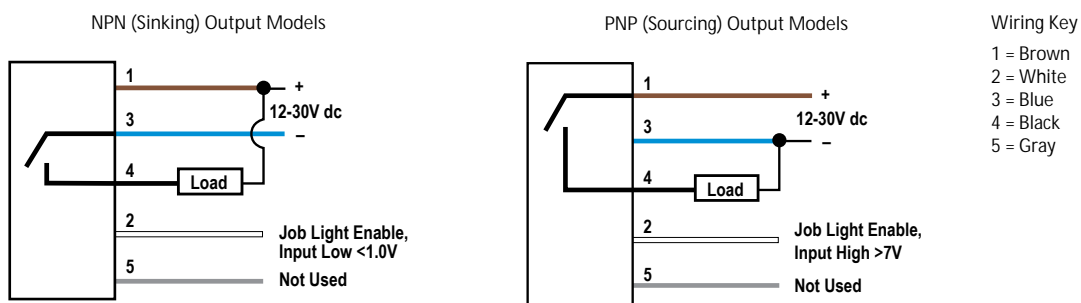 NPN (Sinking) Output Models
1
+
12-30V dc
3
–
4
Load
2
Job Light Enable,
Input Low <1.0V
5
Not Used
PNP (Sourcing) Output Models
1
+
12-30V dc
3
–
4
Load
2
Job Light Enable,
Input High >7V
5
Not Used
Wiring Key
1 = Brown
2 = White
3 = Blue
4 = Black
5 = Gray